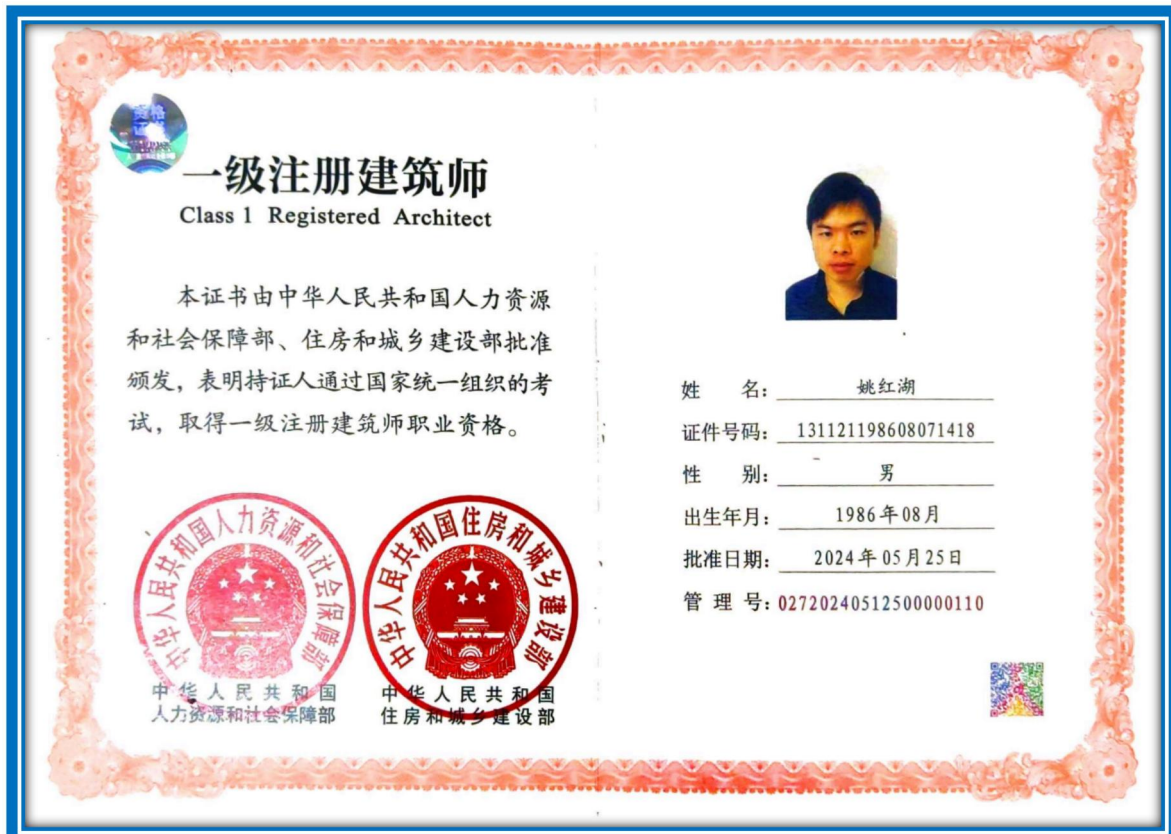 资格
证书
一级注册建筑师
Class 1 Registered Architect
本证书由中华人民共和国人力资源
和社会保障部、住房和城乡建设部批准
颁发，表明持证人通过国家统一组织的考
试，取得一级注册建筑师职业资格。
中华人民共和国人力资源和社会保障部
中华人民共和国住房和城乡建设部
中华人民共和国
人力资源和社会保障部
中华人民共和国
住房和城乡建设部
姓 名： 姚红湖
证件号码： 131121198608071418
性 别： 男
出生年月： 1986年08月
批准日期： 2024年05月25日
管 理 号： 02720240512500000110